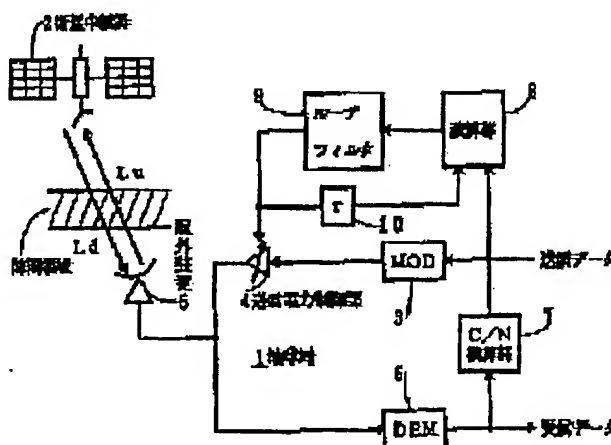 2衛星中継器
9
ループ
フィルタ
演算部
8
Lu
τ
10
Ld
降雨領域
屋外装置
5
MOD
3
送信データ
4送信電力制御部
1地球局
C/N
演算部
7
6
DEM
受信データ